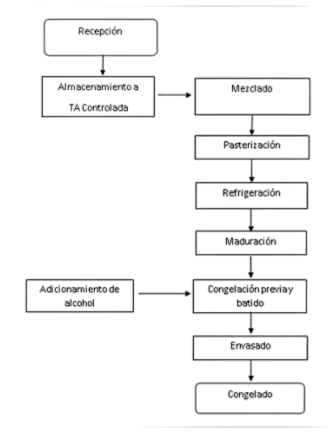 Recepción
Almacenamiento a
TA Controlada
Mezclado
Pasterización
Refrigeración
Maduración
Adicionamiento de
alcohol
Congelación previa y
batido
Envasado
Congelado